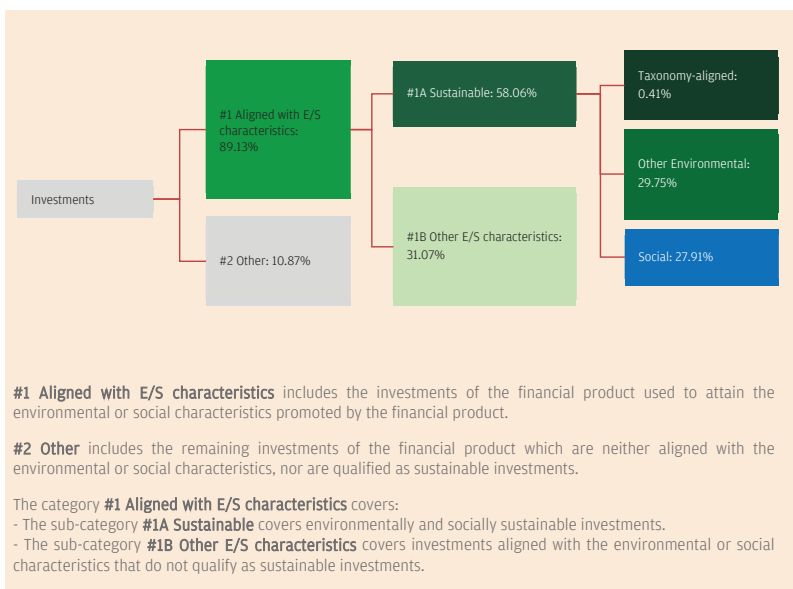 Investments
#1 Aligned with E/S
characteristics:
89.13%
#2 Other: 10.87%
#1A Sustainable: 58.06%
#1B Other E/S characteristics:
31.07%
Taxonomy-aligned:
0.41%
Other Environmental:
29.75%
Social: 27.91%
#1 Aligned with E/S characteristics includes the investments of the financial product used to attain the
environmental or social characteristics promoted by the financial product.
#2 Other includes the remaining investments of the financial product which are neither aligned with the
environmental or social characteristics, nor are qualified as sustainable investments.
The category #1 Aligned with E/S characteristics covers:
- The sub-category #1A Sustainable covers environmentally and socially sustainable investments.
- The sub-category #1B Other E/S characteristics covers investments aligned with the environmental or social
characteristics that do not qualify as sustainable investments.